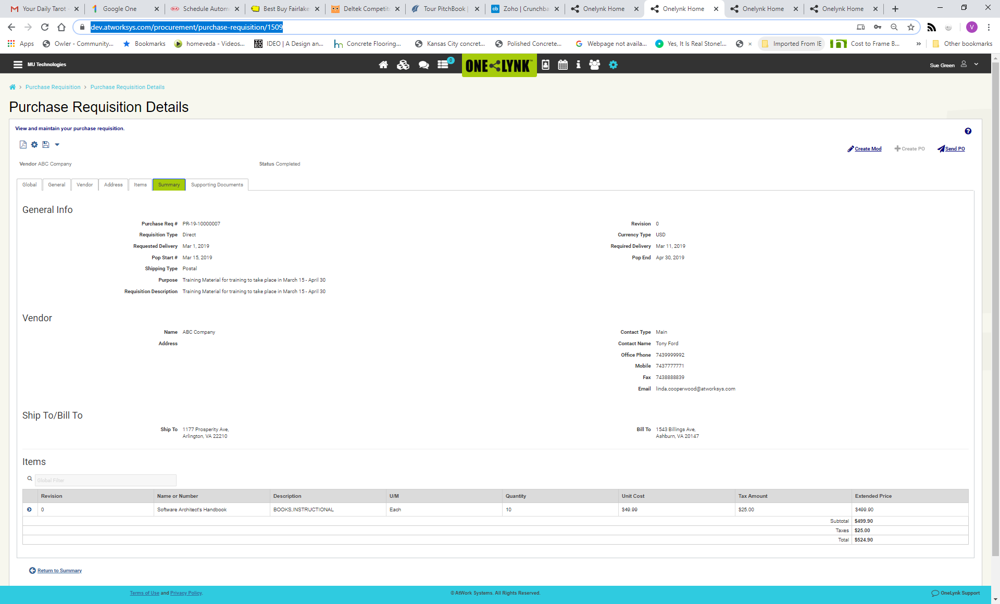 Your Daily Tarot
Google One
Schedule Autom
Best Buy Fairlake
Deltek Competito
Tour PitchBook |
Zoho | Crunchba
Onelynk Home
Onelynk Home
Onelynk Home
Onelynk Home
dev.atworksys.com/procurement/purchase-requisition/1509
V
Apps
Owler - Community...
Bookmarks
homeveda - Videos...
IDEO | A Design an...
Concrete Flooring...
Kansas City concret...
Polished Concrete...
Webpage not availa...
Yes, It Is Real Stone!...
Imported From IE
Cost to Frame B...
»
Other bookmarks
MU Technologies
0
ONE LYNK
Sue Green
> Purchase Requisition > Purchase Requisition Details
Purchase Requisition Details
View and maintain your purchase requisition.
Create Mod
Create PO
Send PO
Vendor ABC Company
Status Completed
Global
General
Vendor
Address
Items
Summary
Supporting Documents
General Info
Purchase Req # PR-19-10000007
Revision 0
Requisition Type Direct
Currency Type USD
Requested Delivery Mar 1, 2019
Required Delivery Mar 11, 2019
Pop Start # Mar 15, 2019
Pop End Apr 30, 2019
Shipping Type Postal
Purpose Training Material for training to take place in March 15 - April 30
Requisition Description Training Material for training to take place in March 15 - April 30
Vendor
Name ABC Company
Contact Type Main
Address
Contact Name Tony Ford
Office Phone 7439999992
Mobile 7437777771
Fax 7438888839
Email linda.cooperwood@atworksys.com
Ship To/Bill To
Ship To 1177 Prosperity Ave,
Arlington, VA 22210
Bill To 1543 Billings Ave,
Ashburn, VA 20147
Items
Global Filter
Revision Name or Number Description U/M Quantity Unit Cost Tax Amount Extended Price
0 Software Architect's Handbook BOOKS,INSTRUCTIONAL Each 10 $49.99 $25.00 $499.90
Subtotal $499.90
Taxes $25.00
Total $524.90
Return to Summary
Terms of Use and Privacy Policy.
© AtWork Systems. All Rights Reserved.
OneLynk Support